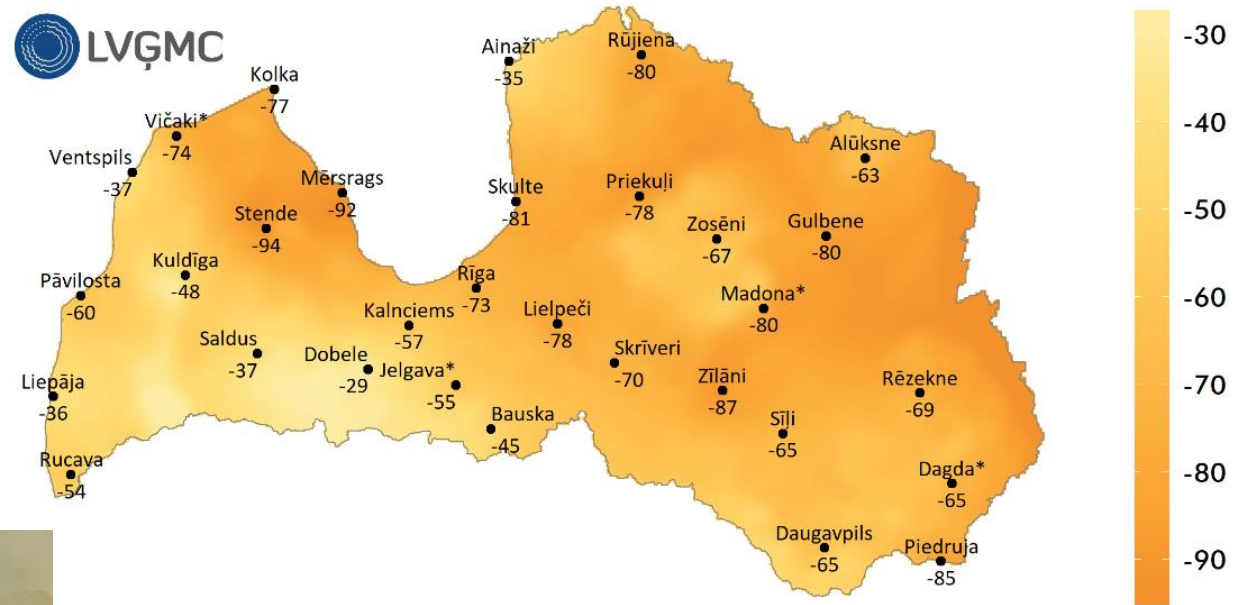 LVĢMC
Ainaži
-35
Rūjiena
-80
Kolka
-77
Vičaki*
-74
Ventspils
-37
Mērsrags
-92
Stende
-94
Skulte
-81
Priekuļi
-78
Alūksne
-63
Zosēni
-67
Gulbene
-80
Kuldīga
-48
Pāvilosta
-60
Rīga
-73
Madona*
-80
Kalnciems
-57
Lielpeči
-78
Saldus
-37
Dobele
-29
Jelgava*
-55
Skrīveri
-70
Zīlāni
-87
Rēzekne
-69
Liepāja
-36
Bauska
-45
Sīļi
-65
Rucava
-54
Dagda*
-65
Daugavpils
-65
Piedruja
-85
-30
-40
-50
-60
-70
-80
-90